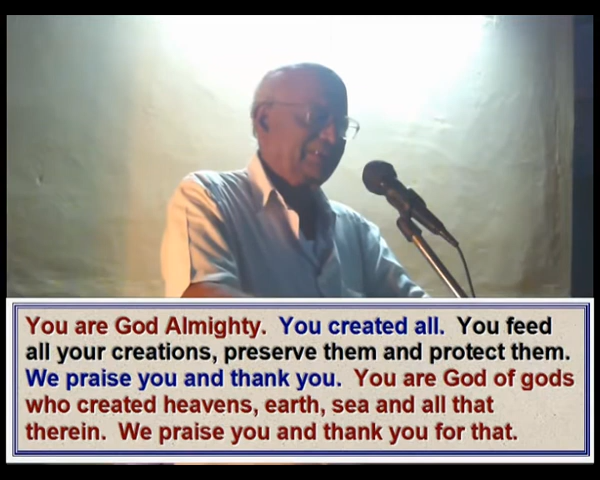 You are God Almighty. You created all. You feed
all your creations, preserve them and protect them.
We praise you and thank you. You are God of gods
who created heavens, earth, sea and all that
therein. We praise you and thank you for that.